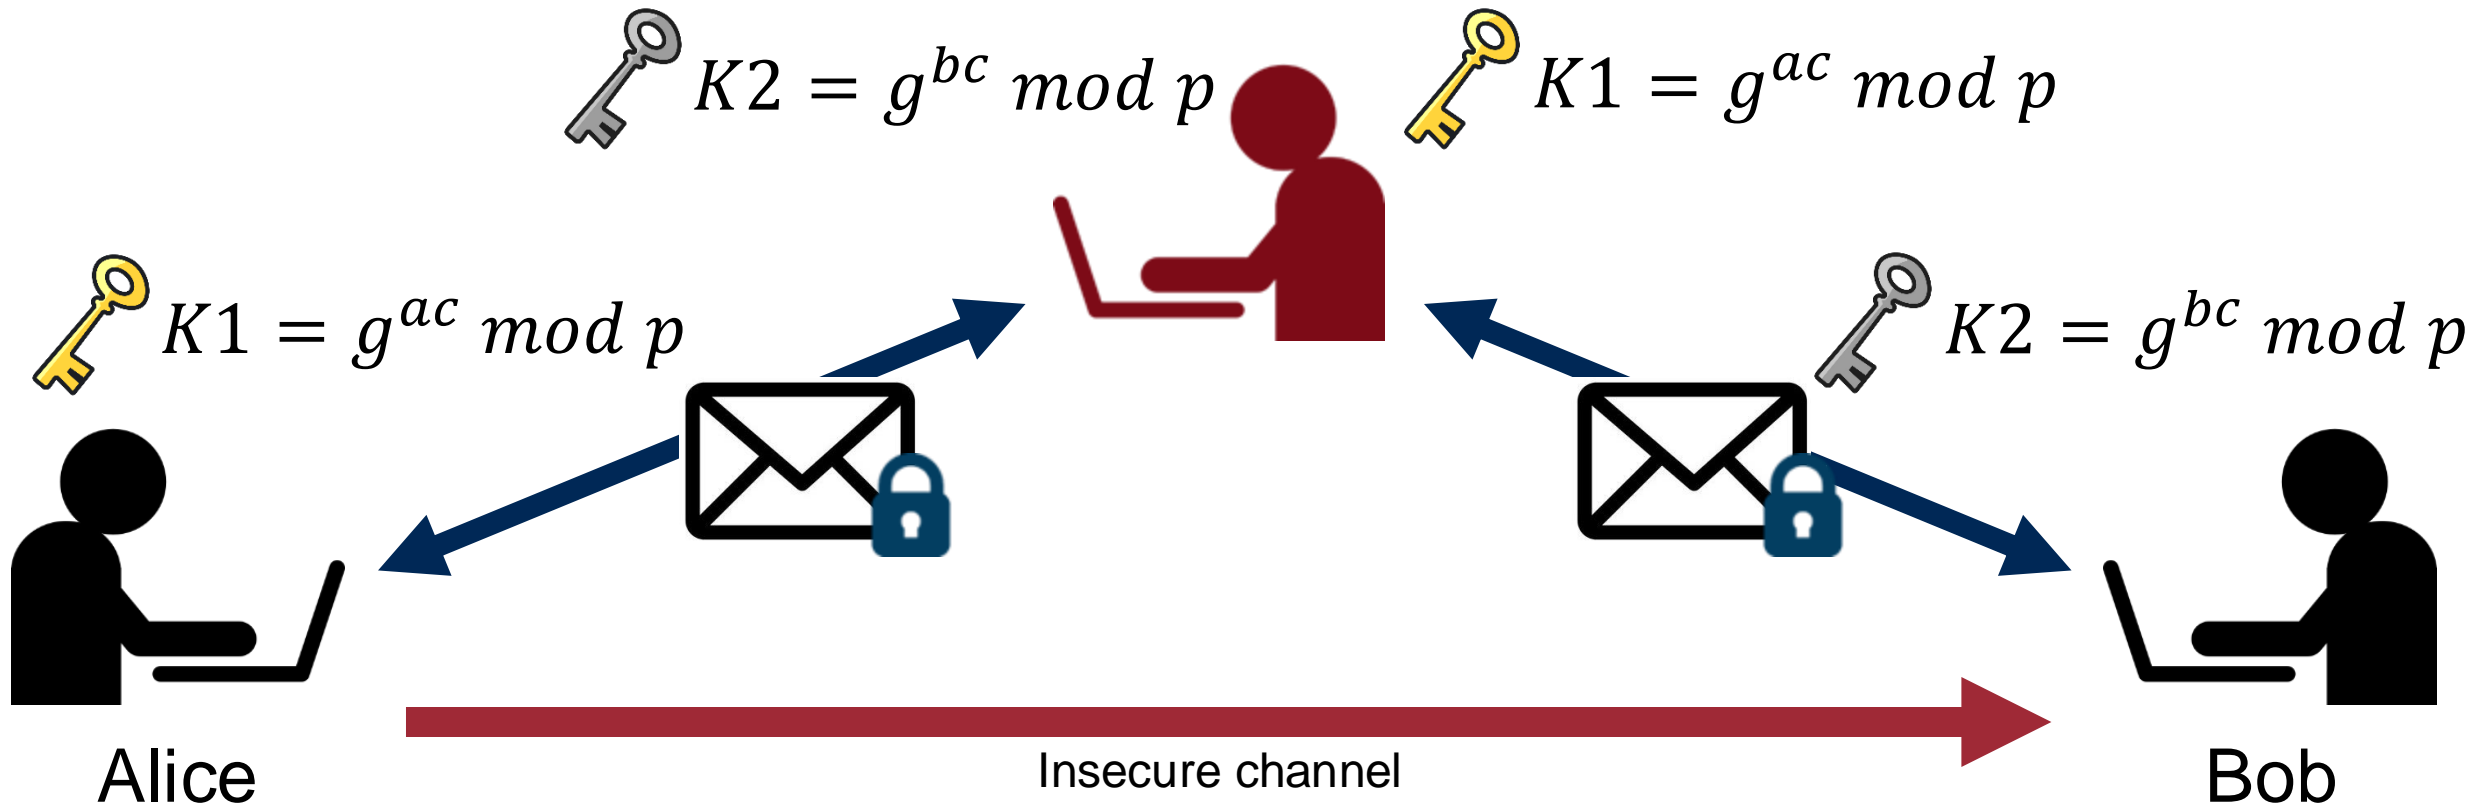 K2 = g^{bc} mod p
K1 = g^{ac} mod p
K1 = g^{ac} mod p
K2 = g^{bc} mod p
Insecure channel
Alice
Bob